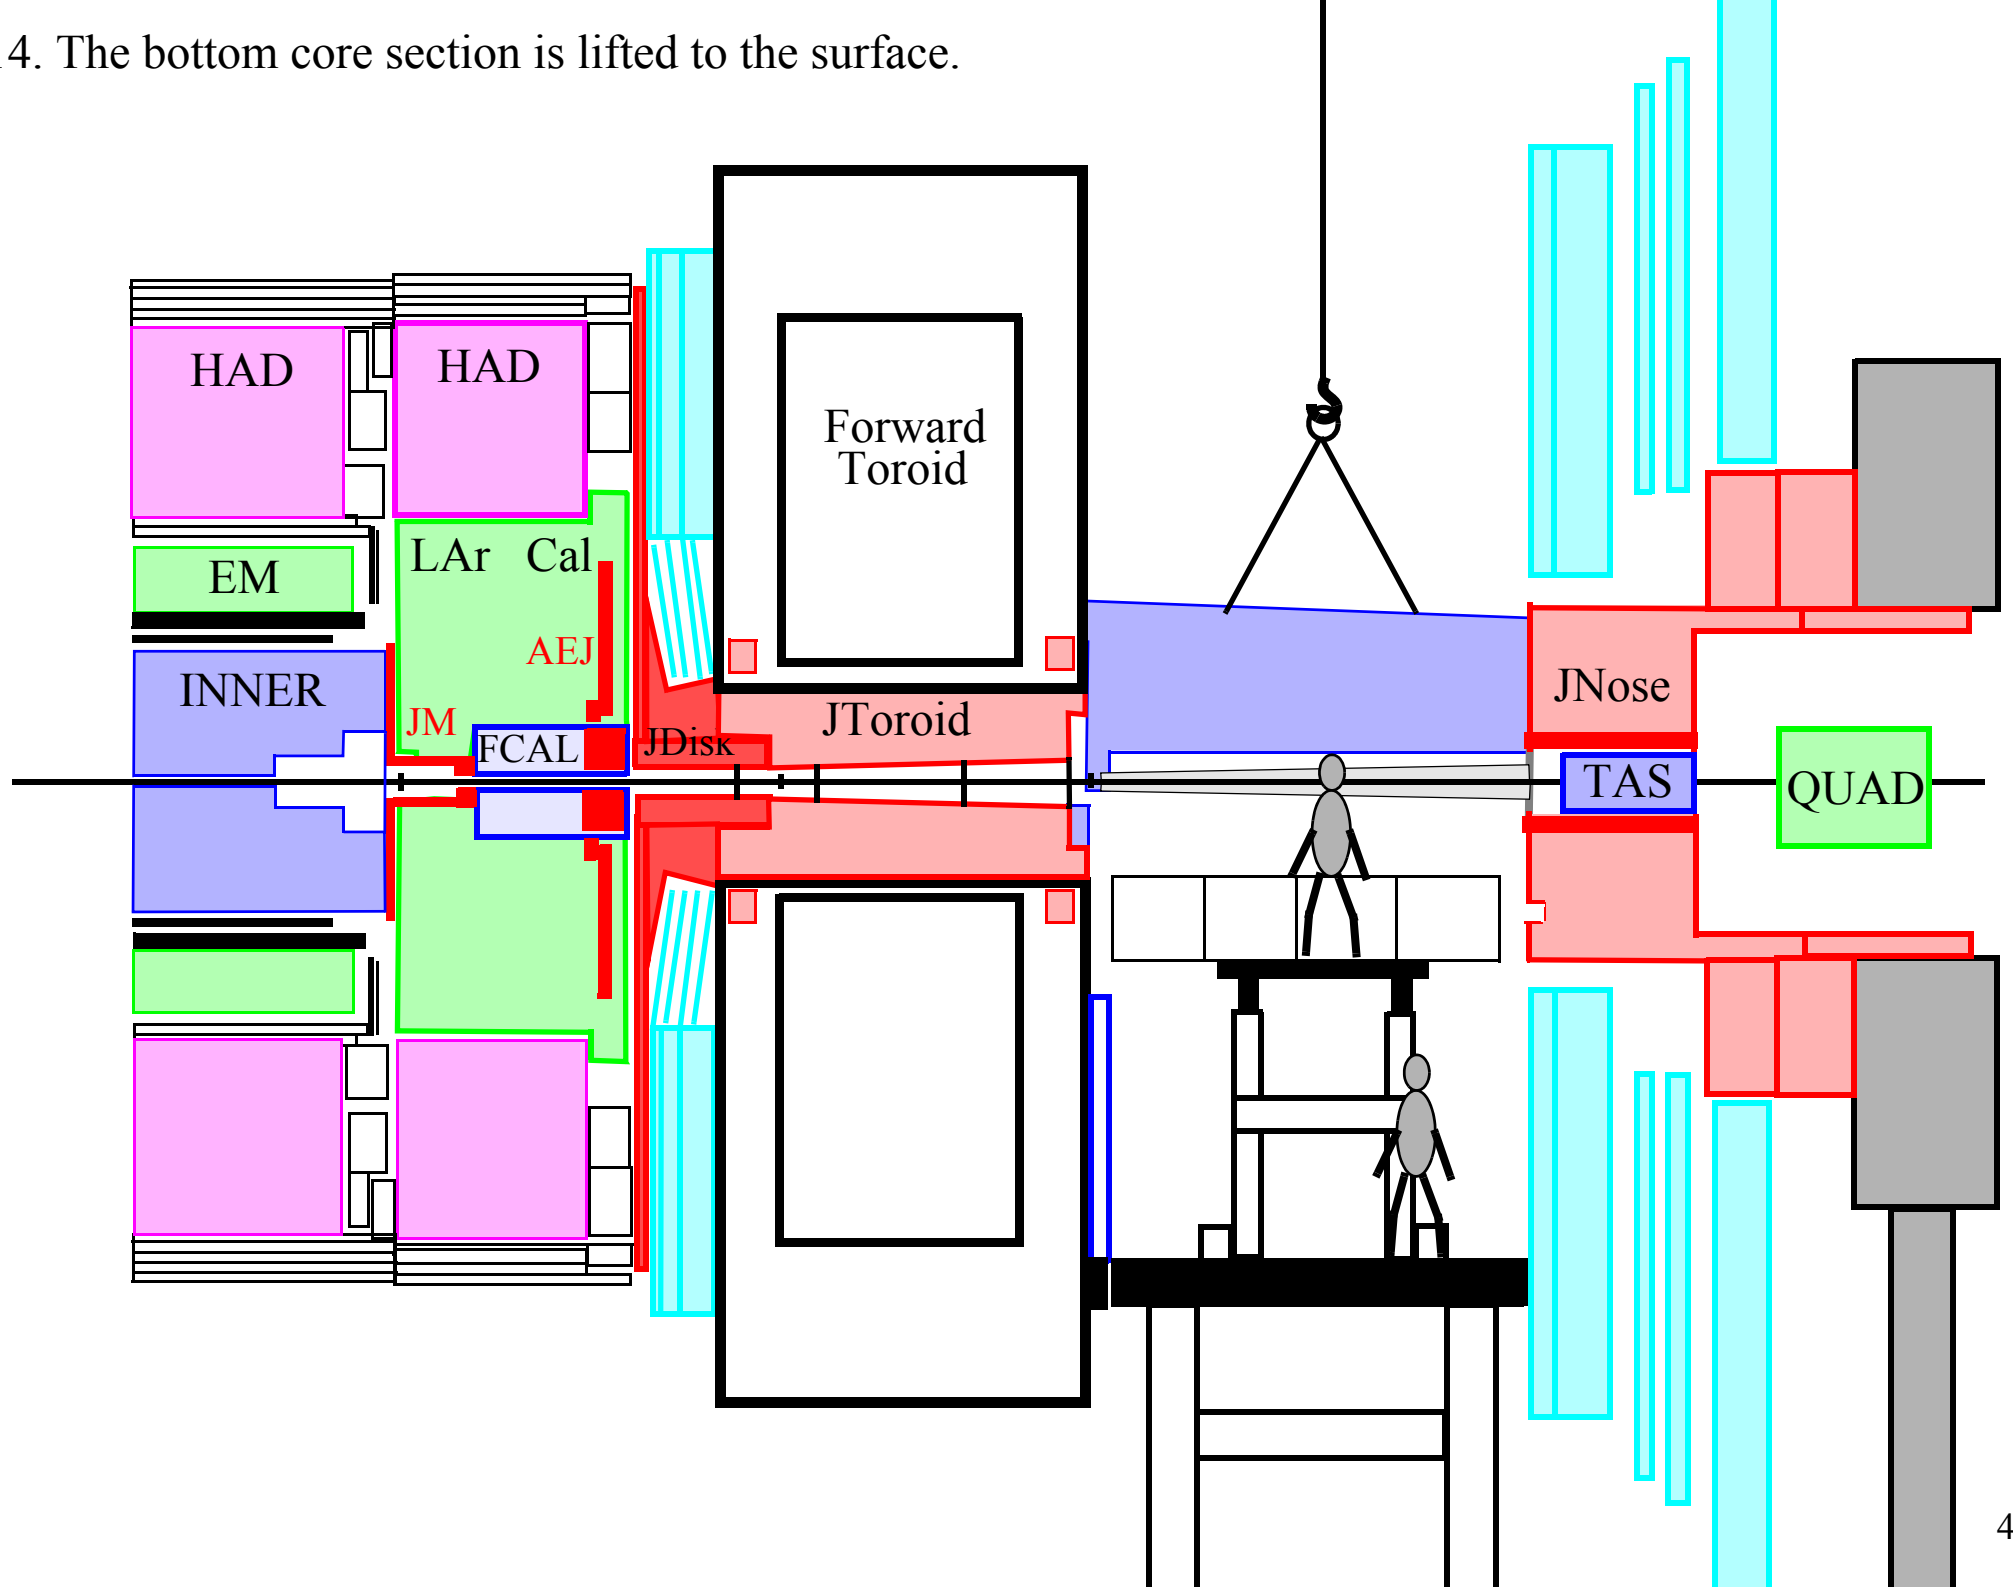 4. The bottom core section is lifted to the surface.
HAD
HAD
Forward
Toroid
LAr Cal
EM
AEJ
INNER
JNose
JM
JToroid
FCAL
JDisk
TAS
QUAD
4